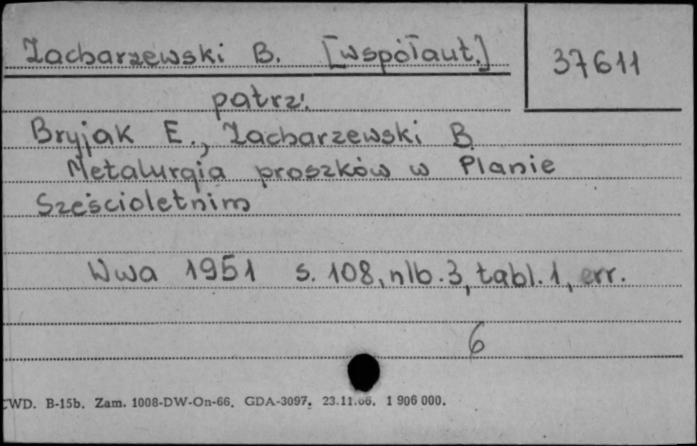 Zacharzewski B. [współaut.]
37611
patrz:
Bryjak E., Zacharzewski B
Metalurgia proszków w Planie
Sześcioletnim
Wwa 1951 s. 108, nlb. 3, tabl. 1, err.
6
CWD. B-15b. Zam. 1008-DW-On-66. GDA-3097. 23.11.66. 1 906 000.